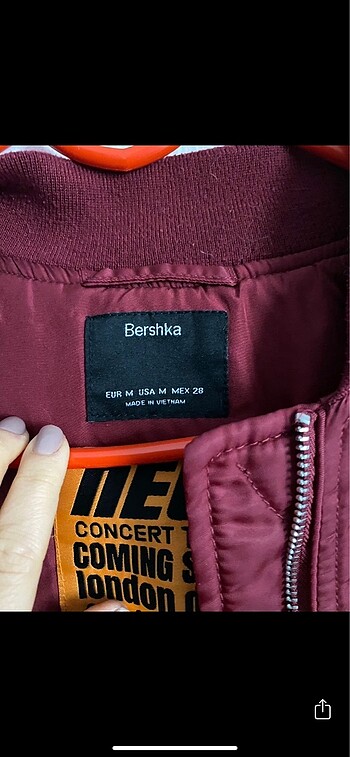 Bershka
EUR M USA M MEX 28
MADE IN VIETNAM
CONCERT
COMING
london